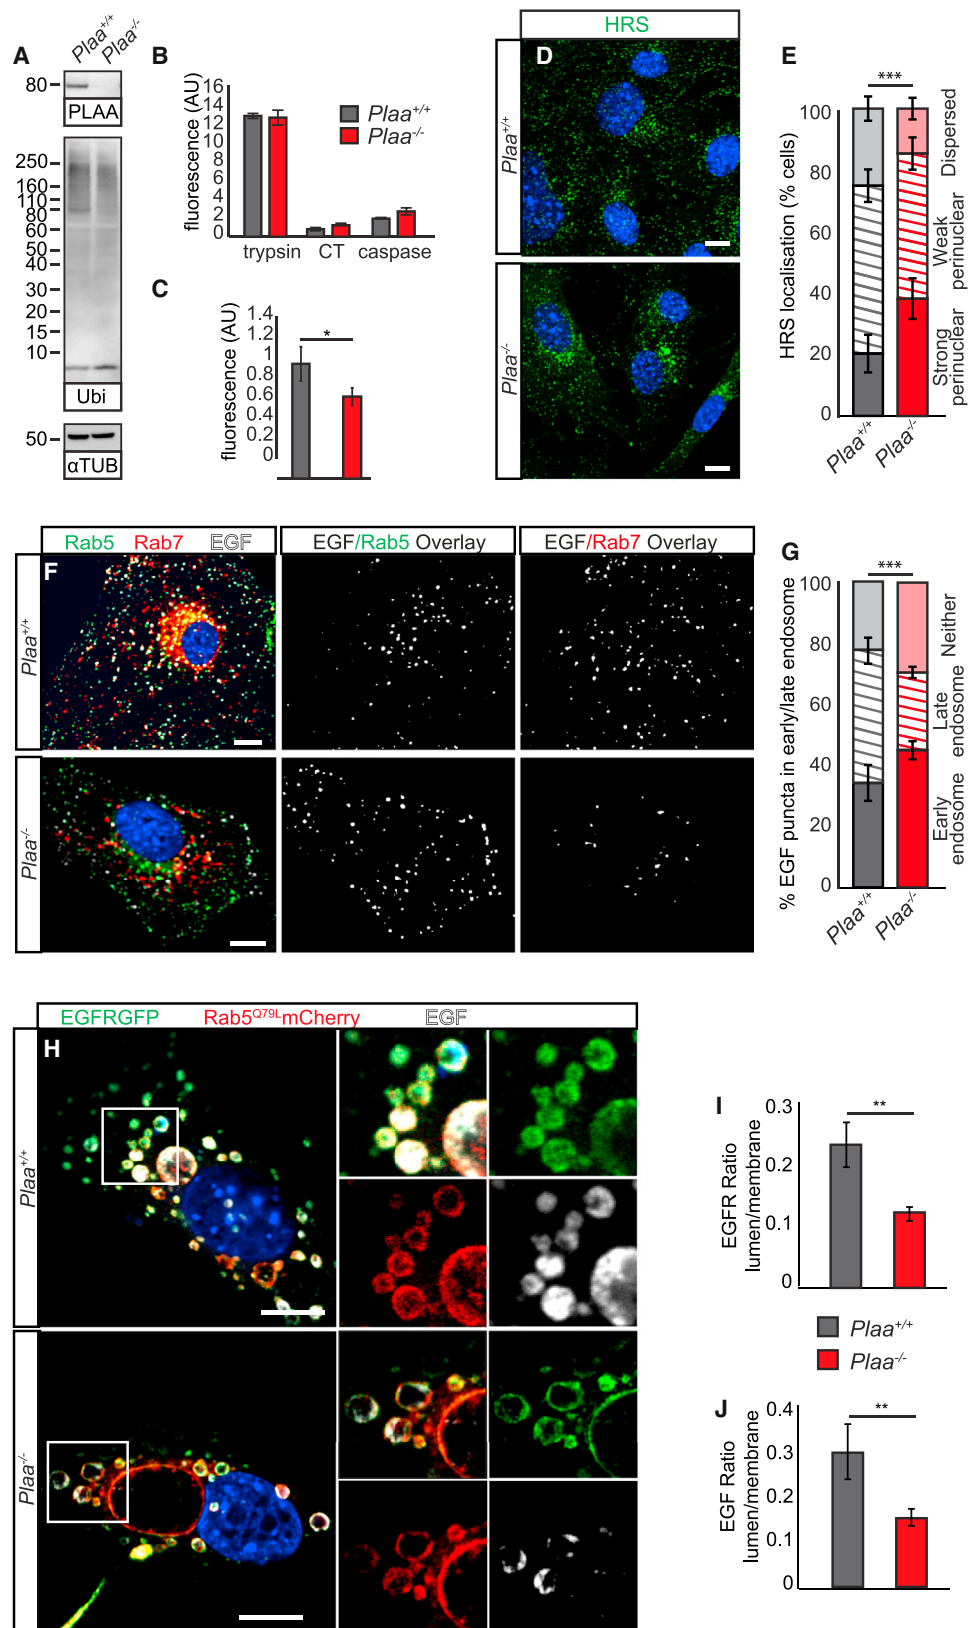 A
Plaa+/+
Plaa-/-
80
PLAA
250
160
110
80
60
50
40
30
20
15
10
Ubi
50
αTUB
B
fluorescence (AU)
16
14
12
10
8
6
4
2
0
Plaa+/+
Plaa-/-
trypsin CT caspase
C
fluorescence (AU)
1.4
1.2
1
0.8
0.6
0.4
0.2
0
*
HRS
D
Plaa+/+
Plaa-/-
E
HRS localisation (% cells)
100
80
60
40
20
0
***
Dispersed
Weak perinuclear
Strong perinuclear
Plaa+/+
Plaa-/-
Rab5 Rab7 EGF
EGF/Rab5 Overlay
EGF/Rab7 Overlay
F
Plaa+/+
Plaa-/-
G
% EGF puncta in early/late endosome
100
80
60
40
20
0
***
Neither
Late endosome
Early endosome
Plaa+/+
Plaa-/-
EGFRGFP Rab5Q79LmCherry EGF
H
Plaa+/+
Plaa-/-
I
EGFR Ratio
lumen/membrane
0.3
0.2
0.1
0
**
Plaa+/+
Plaa-/-
J
EGF Ratio
lumen/membrane
0.4
0.3
0.2
0.1
0
**